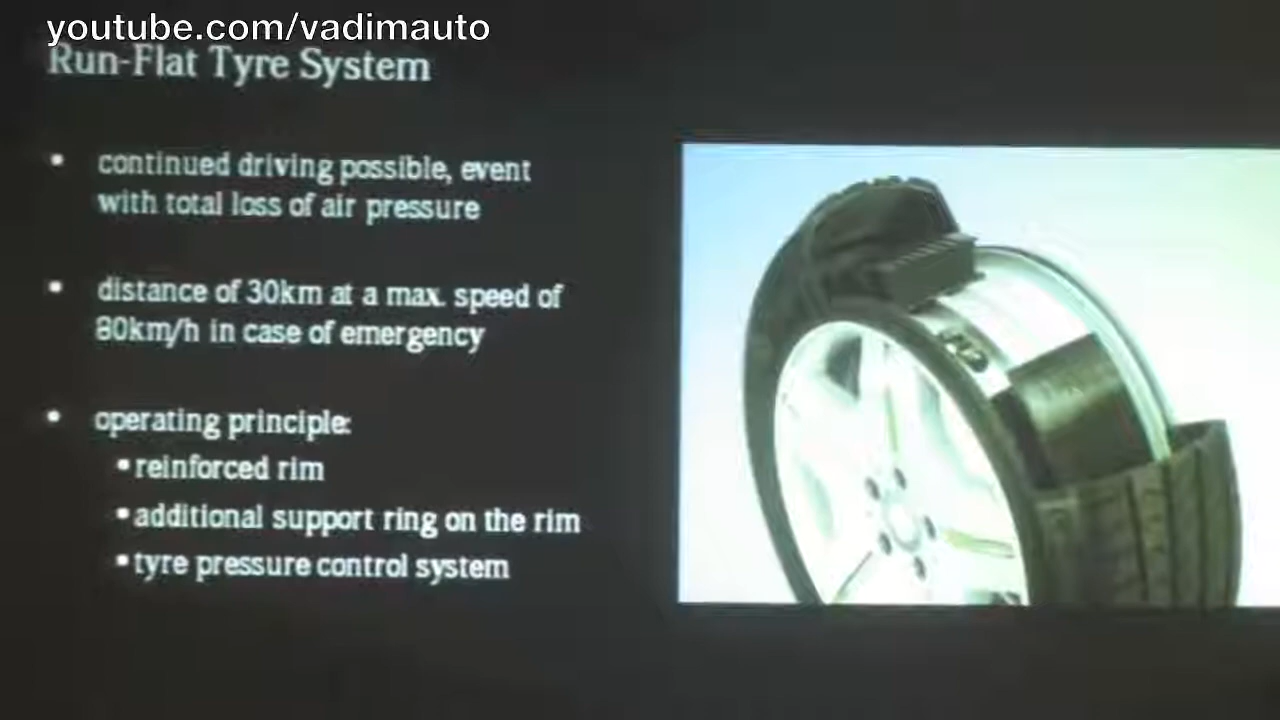 youtube.com/vadimauto
Run-Flat Tyre System
▪ continued driving possible, event
with total loss of air pressure
▪ distance of 30km at a max. speed of
80km/h in case of emergency
▪ operating principle:
▪ reinforced rim
▪ additional support ring on the rim
▪ tyre pressure control system